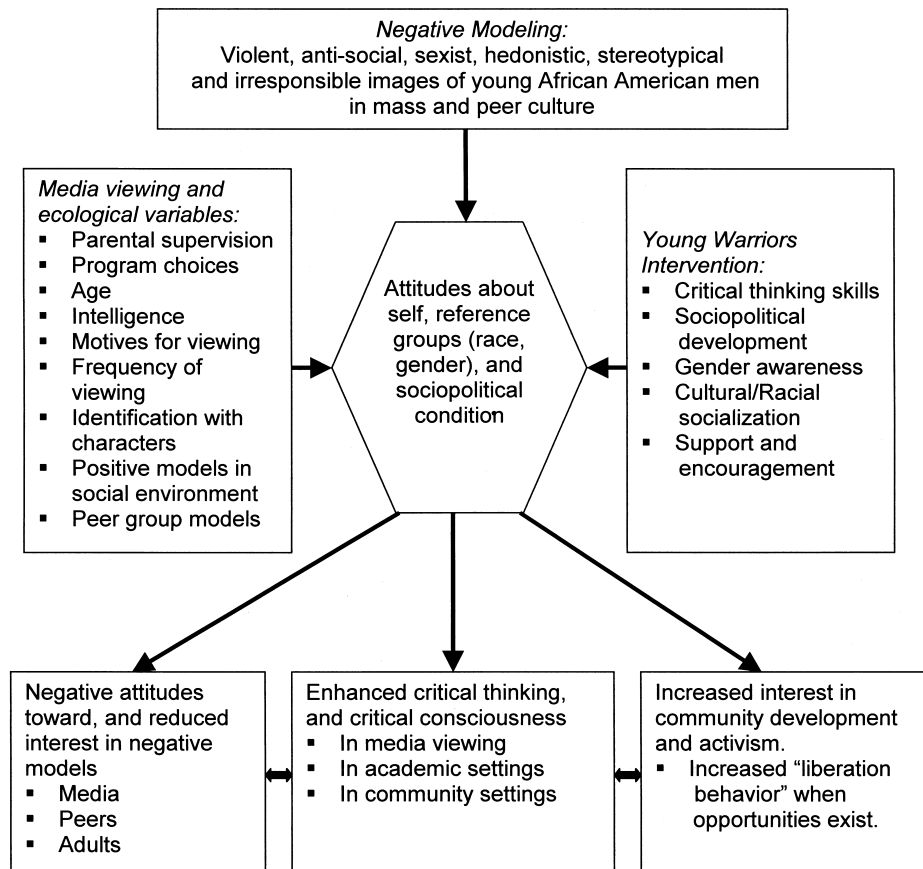 Negative Modeling:
Violent, anti-social, sexist, hedonistic, stereotypical
and irresponsible images of young African American men
in mass and peer culture
Media viewing and
ecological variables:
▪ Parental supervision
▪ Program choices
▪ Age
▪ Intelligence
▪ Motives for viewing
▪ Frequency of
viewing
▪ Identification with
characters
▪ Positive models in
social environment
▪ Peer group models
Attitudes about
self, reference
groups (race,
gender), and
sociopolitical
condition
Young Warriors
Intervention:
▪ Critical thinking skills
▪ Sociopolitical
development
▪ Gender awareness
▪ Cultural/Racial
socialization
▪ Support and
encouragement
Negative attitudes
toward, and reduced
interest in negative
models
▪ Media
▪ Peers
▪ Adults
Enhanced critical thinking,
and critical consciousness
▪ In media viewing
▪ In academic settings
▪ In community settings
Increased interest in
community development
and activism.
▪ Increased “liberation
behavior” when
opportunities exist.